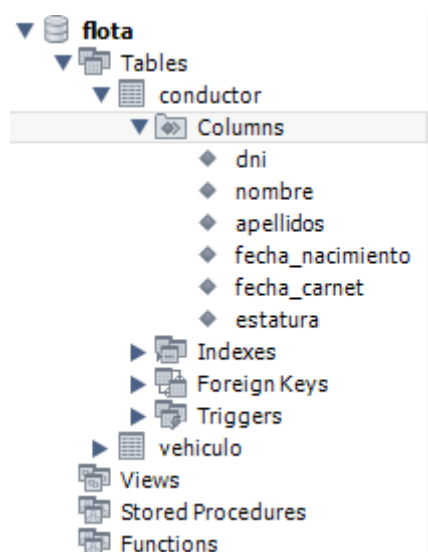 flota
Tables
conductor
Columns
dni
nombre
apellidos
fecha_nacimiento
fecha_carnet
estatura
Indexes
Foreign Keys
Triggers
vehiculo
Views
Stored Procedures
Functions